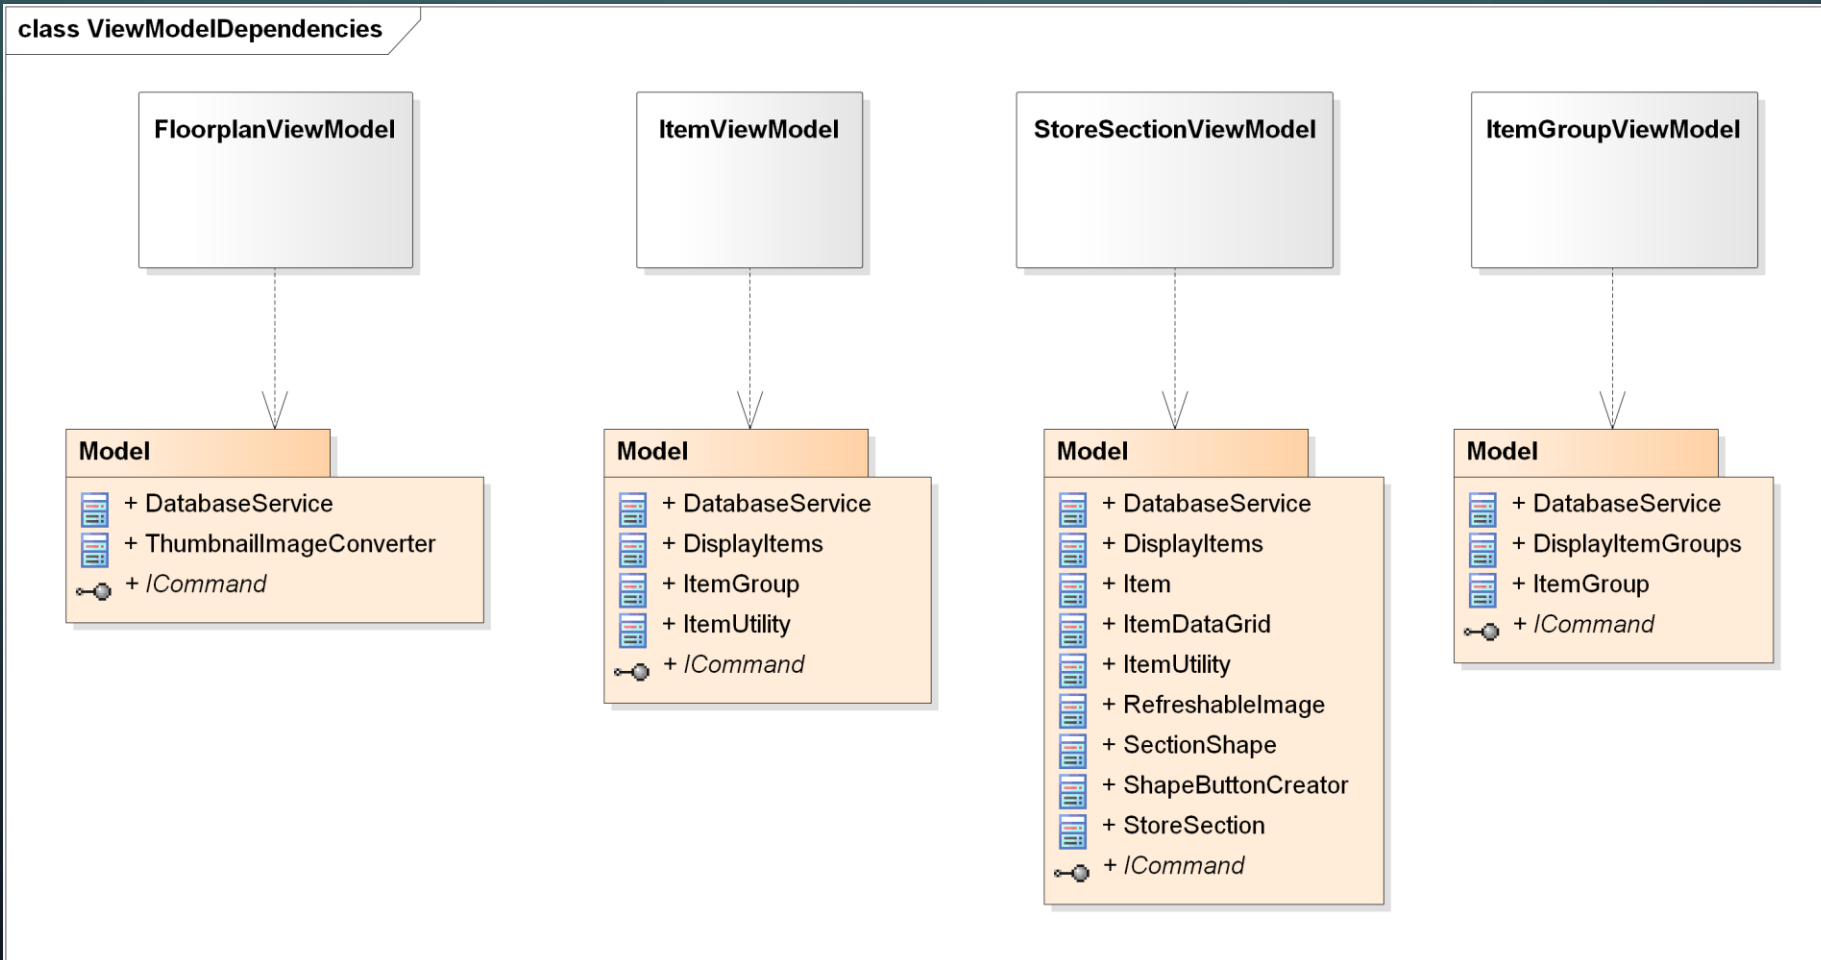 class ViewModelDependencies
FloorplanViewModel
ItemViewModel
StoreSectionViewModel
ItemGroupViewModel
Model
+ DatabaseService
+ ThumbnailImageConverter
+ ICommand
Model
+ DatabaseService
+ DisplayItems
+ ItemGroup
+ ItemUtility
+ ICommand
Model
+ DatabaseService
+ DisplayItems
+ Item
+ ItemDataGrid
+ ItemUtility
+ RefreshableImage
+ SectionShape
+ ShapeButtonCreator
+ StoreSection
+ ICommand
Model
+ DatabaseService
+ DisplayItemGroups
+ ItemGroup
+ ICommand